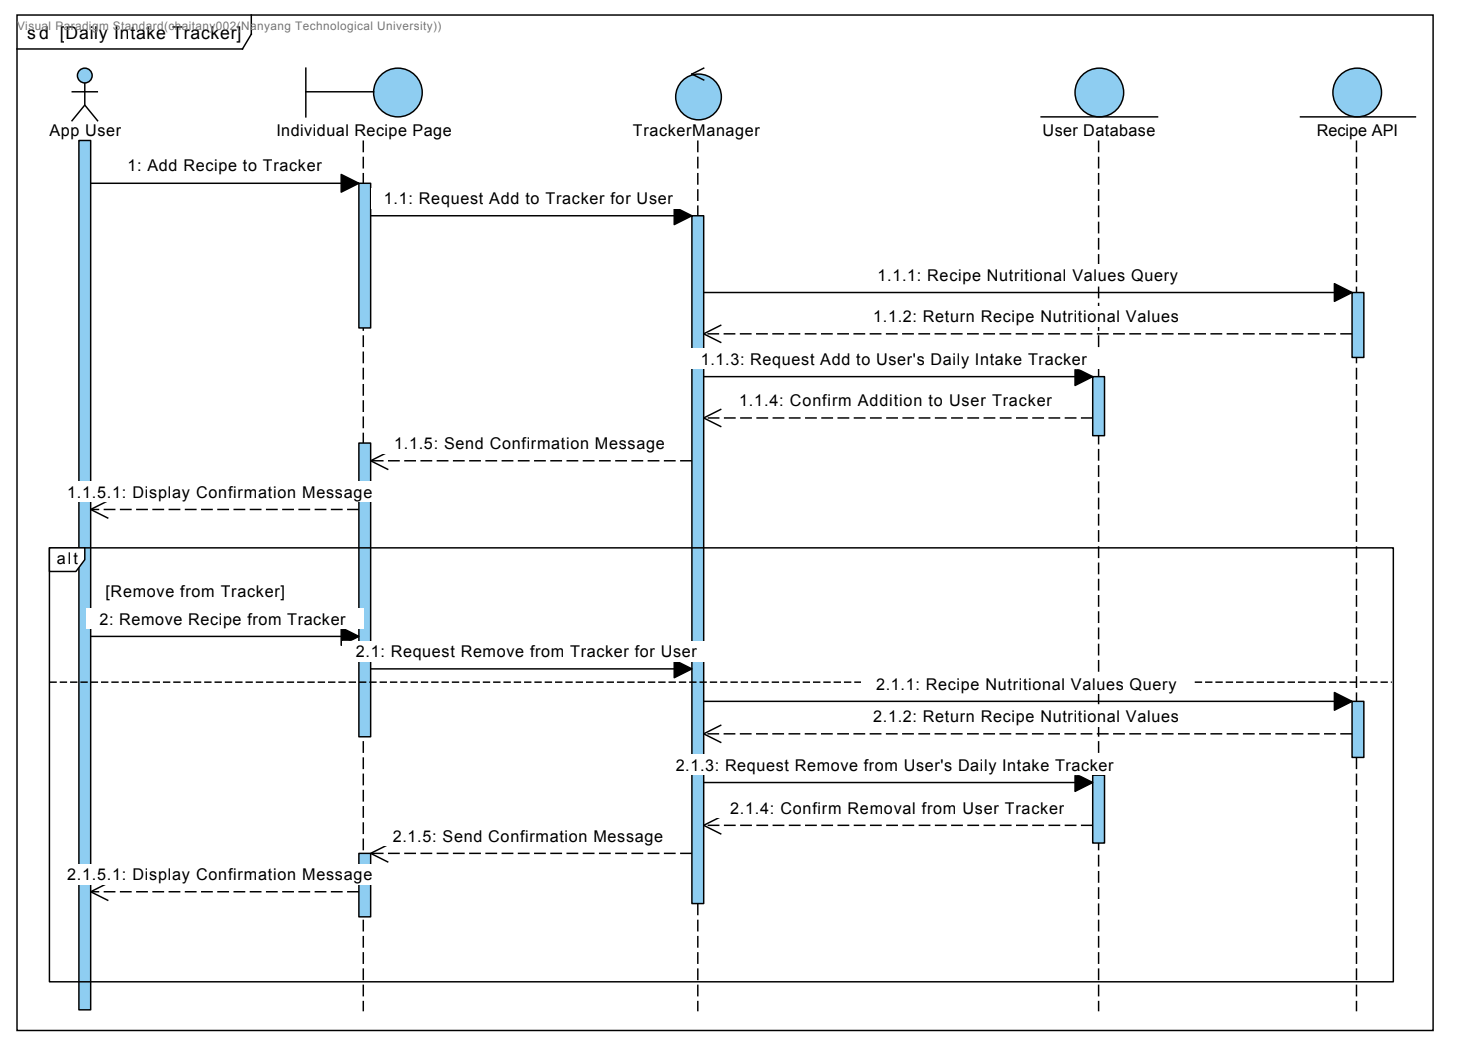 Visual Paradigm Standard(chaitany002(Nanyang Technological University))
sd [Daily Intake Tracker]
App User
Individual Recipe Page
TrackerManager
User Database
Recipe API
1: Add Recipe to Tracker
1.1: Request Add to Tracker for User
1.1.1: Recipe Nutritional Values Query
1.1.2: Return Recipe Nutritional Values
1.1.3: Request Add to User's Daily Intake Tracker
1.1.4: Confirm Addition to User Tracker
1.1.5: Send Confirmation Message
1.1.5.1: Display Confirmation Message
alt
[Remove from Tracker]
2: Remove Recipe from Tracker
2.1: Request Remove from Tracker for User
2.1.1: Recipe Nutritional Values Query
2.1.2: Return Recipe Nutritional Values
2.1.3: Request Remove from User's Daily Intake Tracker
2.1.4: Confirm Removal from User Tracker
2.1.5: Send Confirmation Message
2.1.5.1: Display Confirmation Message